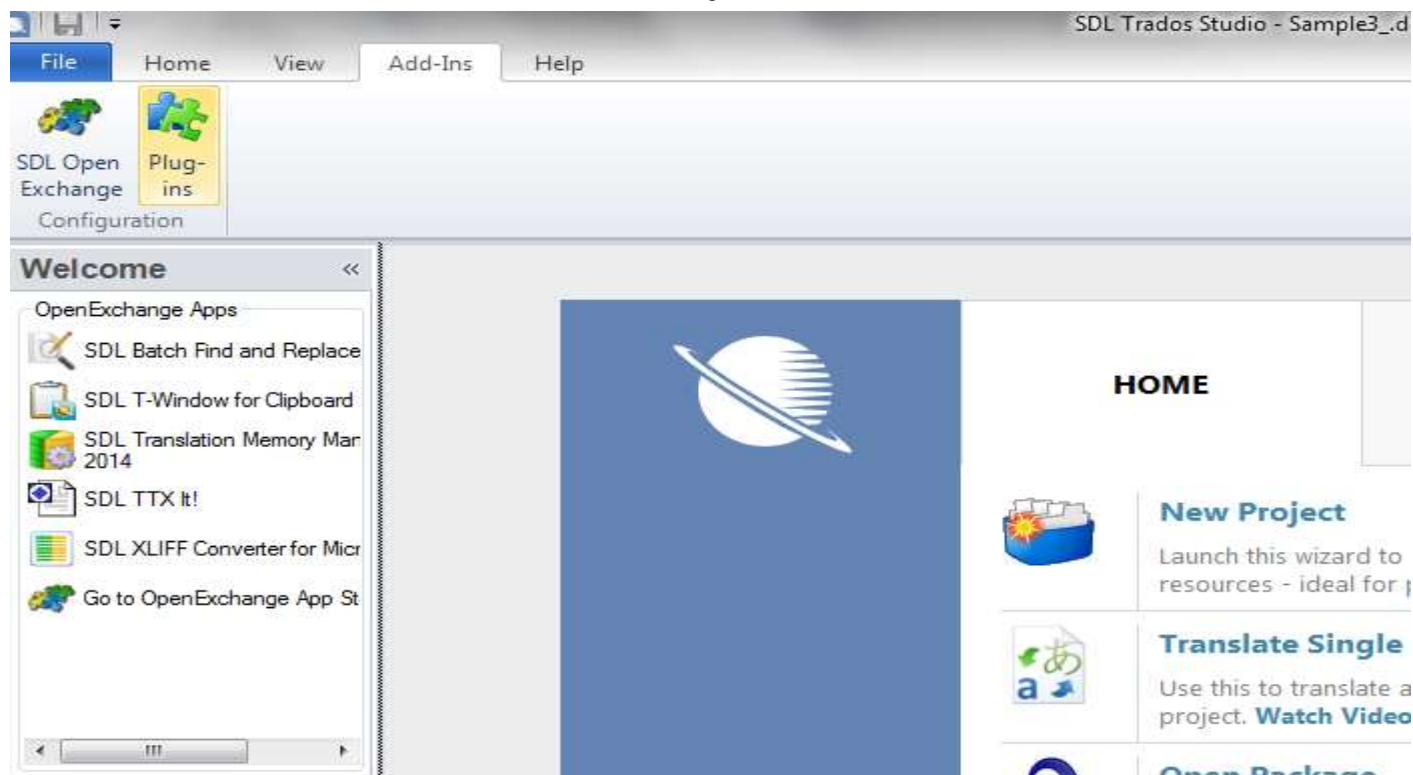 SDL Trados Studio - Sample3_.d
File Home View Add-Ins Help
SDL Open Exchange
Plug-ins
Configuration
Welcome «
OpenExchange Apps
SDL Batch Find and Replace
SDL T-Window for Clipboard
SDL Translation Memory Man
2014
SDL TTX It!
SDL XLIFF Converter for Micr
Go to OpenExchange App St
HOME
New Project
Launch this wizard to
resources - ideal for p
Translate Single
Use this to translate a
project. Watch Video
Open Package